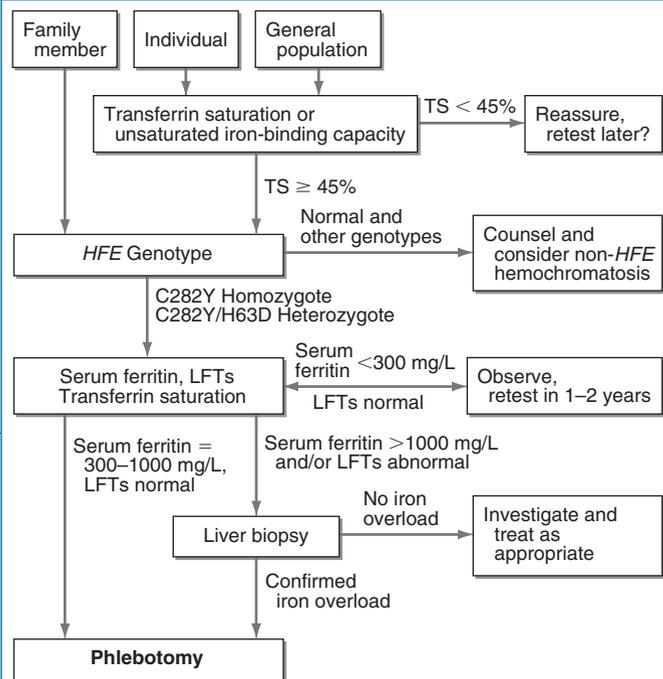 Family
member
Individual
General
population
Transferrin saturation or
unsaturated iron-binding capacity
TS < 45%
Reassure,
retest later?
TS ≥ 45%
Normal and
other genotypes
HFE Genotype
Counsel and
consider non-HFE
hemochromatosis
C282Y Homozygote
C282Y/H63D Heterozygote
Serum ferritin, LFTs
Transferrin saturation
Serum
ferritin <300 mg/L
LFTs normal
Observe,
retest in 1–2 years
Serum ferritin =
300–1000 mg/L,
LFTs normal
Serum ferritin >1000 mg/L
and/or LFTs abnormal
Liver biopsy
No iron
overload
Investigate and
treat as
appropriate
Confirmed
iron overload
Phlebotomy